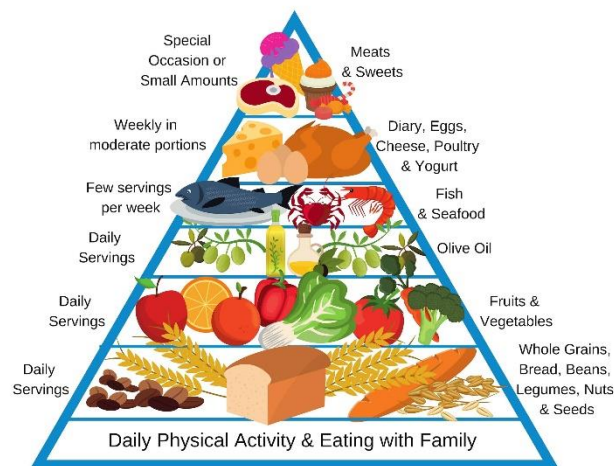 Special
Occasion or
Small Amounts
Meats
& Sweets
Weekly in
moderate portions
Diary, Eggs,
Cheese, Poultry
& Yogurt
Few servings
per week
Fish
& Seafood
Daily
Servings
Olive Oil
Daily
Servings
Fruits &
Vegetables
Daily
Servings
Whole Grains,
Bread, Beans,
Legumes, Nuts
& Seeds
Daily Physical Activity & Eating with Family